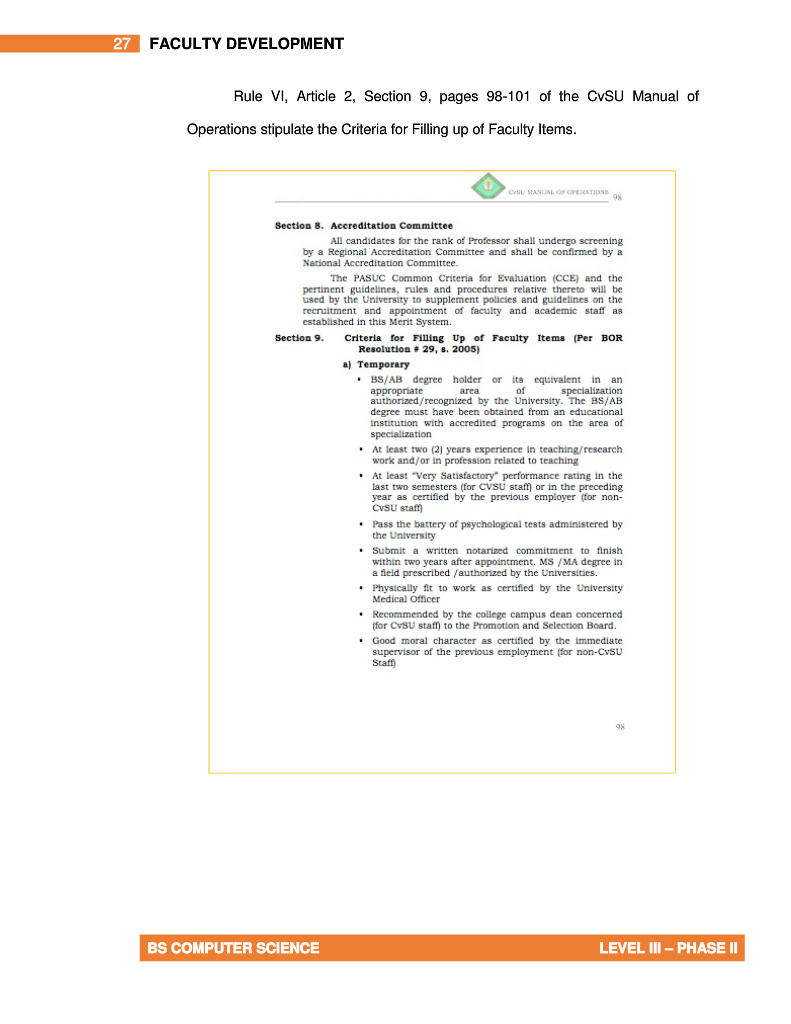 27 FACULTY DEVELOPMENT
Rule VI, Article 2, Section 9, pages 98-101 of the CvSU Manual of
Operations stipulate the Criteria for Filling up of Faculty Items.
CvSU MANUAL OF OPERATIONS 98
Section 8. Accreditation Committee
All candidates for the rank of Professor shall undergo screening
by a Regional Accreditation Committee and shall be confirmed by a
National Accreditation Committee.
The PASUC Common Criteria for Evaluation (CCE) and the
pertinent guidelines, rules and procedures relative thereto will be
used by the University to supplement policies and guidelines on the
recruitment and appointment of faculty and academic staff as
established in this Merit System.
Section 9. Criteria for Filling Up of Faculty Items (Per BOR
Resolution # 29, s. 2005)
a) Temporary
▪ BS/AB degree holder or its equivalent in an
appropriate area of specialization
authorized/recognized by the University. The BS/AB
degree must have been obtained from an educational
institution with accredited programs on the area of
specialization
▪ At least two (2) years experience in teaching/research
work and/or in profession related to teaching
▪ At least "Very Satisfactory" performance rating in the
last two semesters (for CVSU staff) or in the preceding
year as certified by the previous employer (for non-
CvSU staff)
▪ Pass the battery of psychological tests administered by
the University
▪ Submit a written notarized commitment to finish
within two years after appointment. MS /MA degree in
a field prescribed /authorized by the Universities.
▪ Physically fit to work as certified by the University
Medical Officer
▪ Recommended by the college campus dean concerned
(for CvSU staff) to the Promotion and Selection Board.
▪ Good moral character as certified by the immediate
supervisor of the previous employment (for non-CvSU
Staff)
98
BS COMPUTER SCIENCE LEVEL III – PHASE II